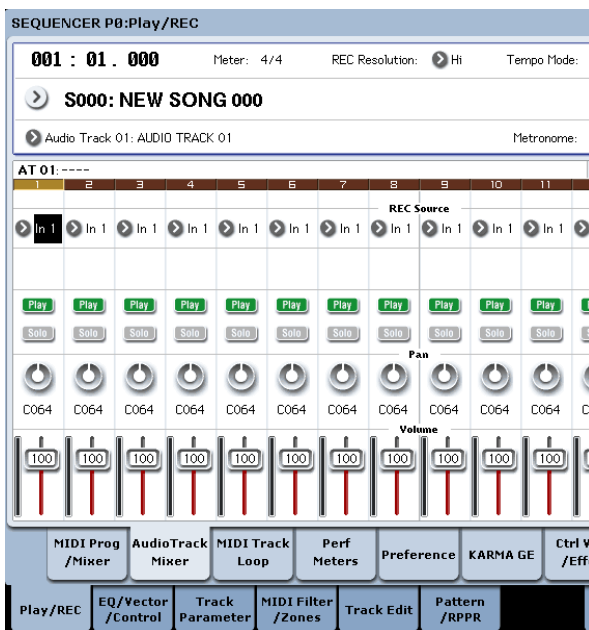 SEQUENCER P0:Play/REC
001 : 01 . 000 Meter: 4/4 REC Resolution: Hi Tempo Mode:
S000: NEW SONG 000
Audio Track 01: AUDIO TRACK 01 Metronome:
AT 01:----
1 2 3 4 5 6 7 8 9 10 11
REC Source
In 1 In 1 In 1 In 1 In 1 In 1 In 1 In 1 In 1 In 1 In 1
Play Play Play Play Play Play Play Play Play Play Play
Solo Solo Solo Solo Solo Solo Solo Solo Solo Solo Solo
Pan
C064 C064 C064 C064 C064 C064 C064 C064 C064 C064 C064
Volume
100 100 100 100 100 100 100 100 100 100 100
MIDI Prog AudioTrack MIDI Track Perf Preference KARMA GE Ctrl
/Mixer Mixer Loop Meters
Play/REC EQ/Vector Track MIDI Filter Track Edit Pattern
/Control Parameter /Zones /RPPR